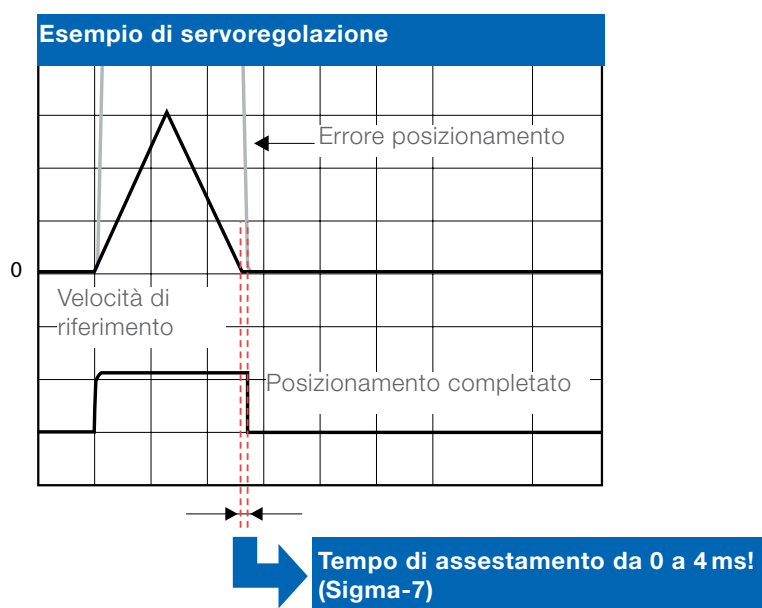 Esempio di servoregolazione
Errore posizionamento
0
Velocità di
riferimento
Posizionamento completato
Tempo di assestamento da 0 a 4 ms!
(Sigma-7)